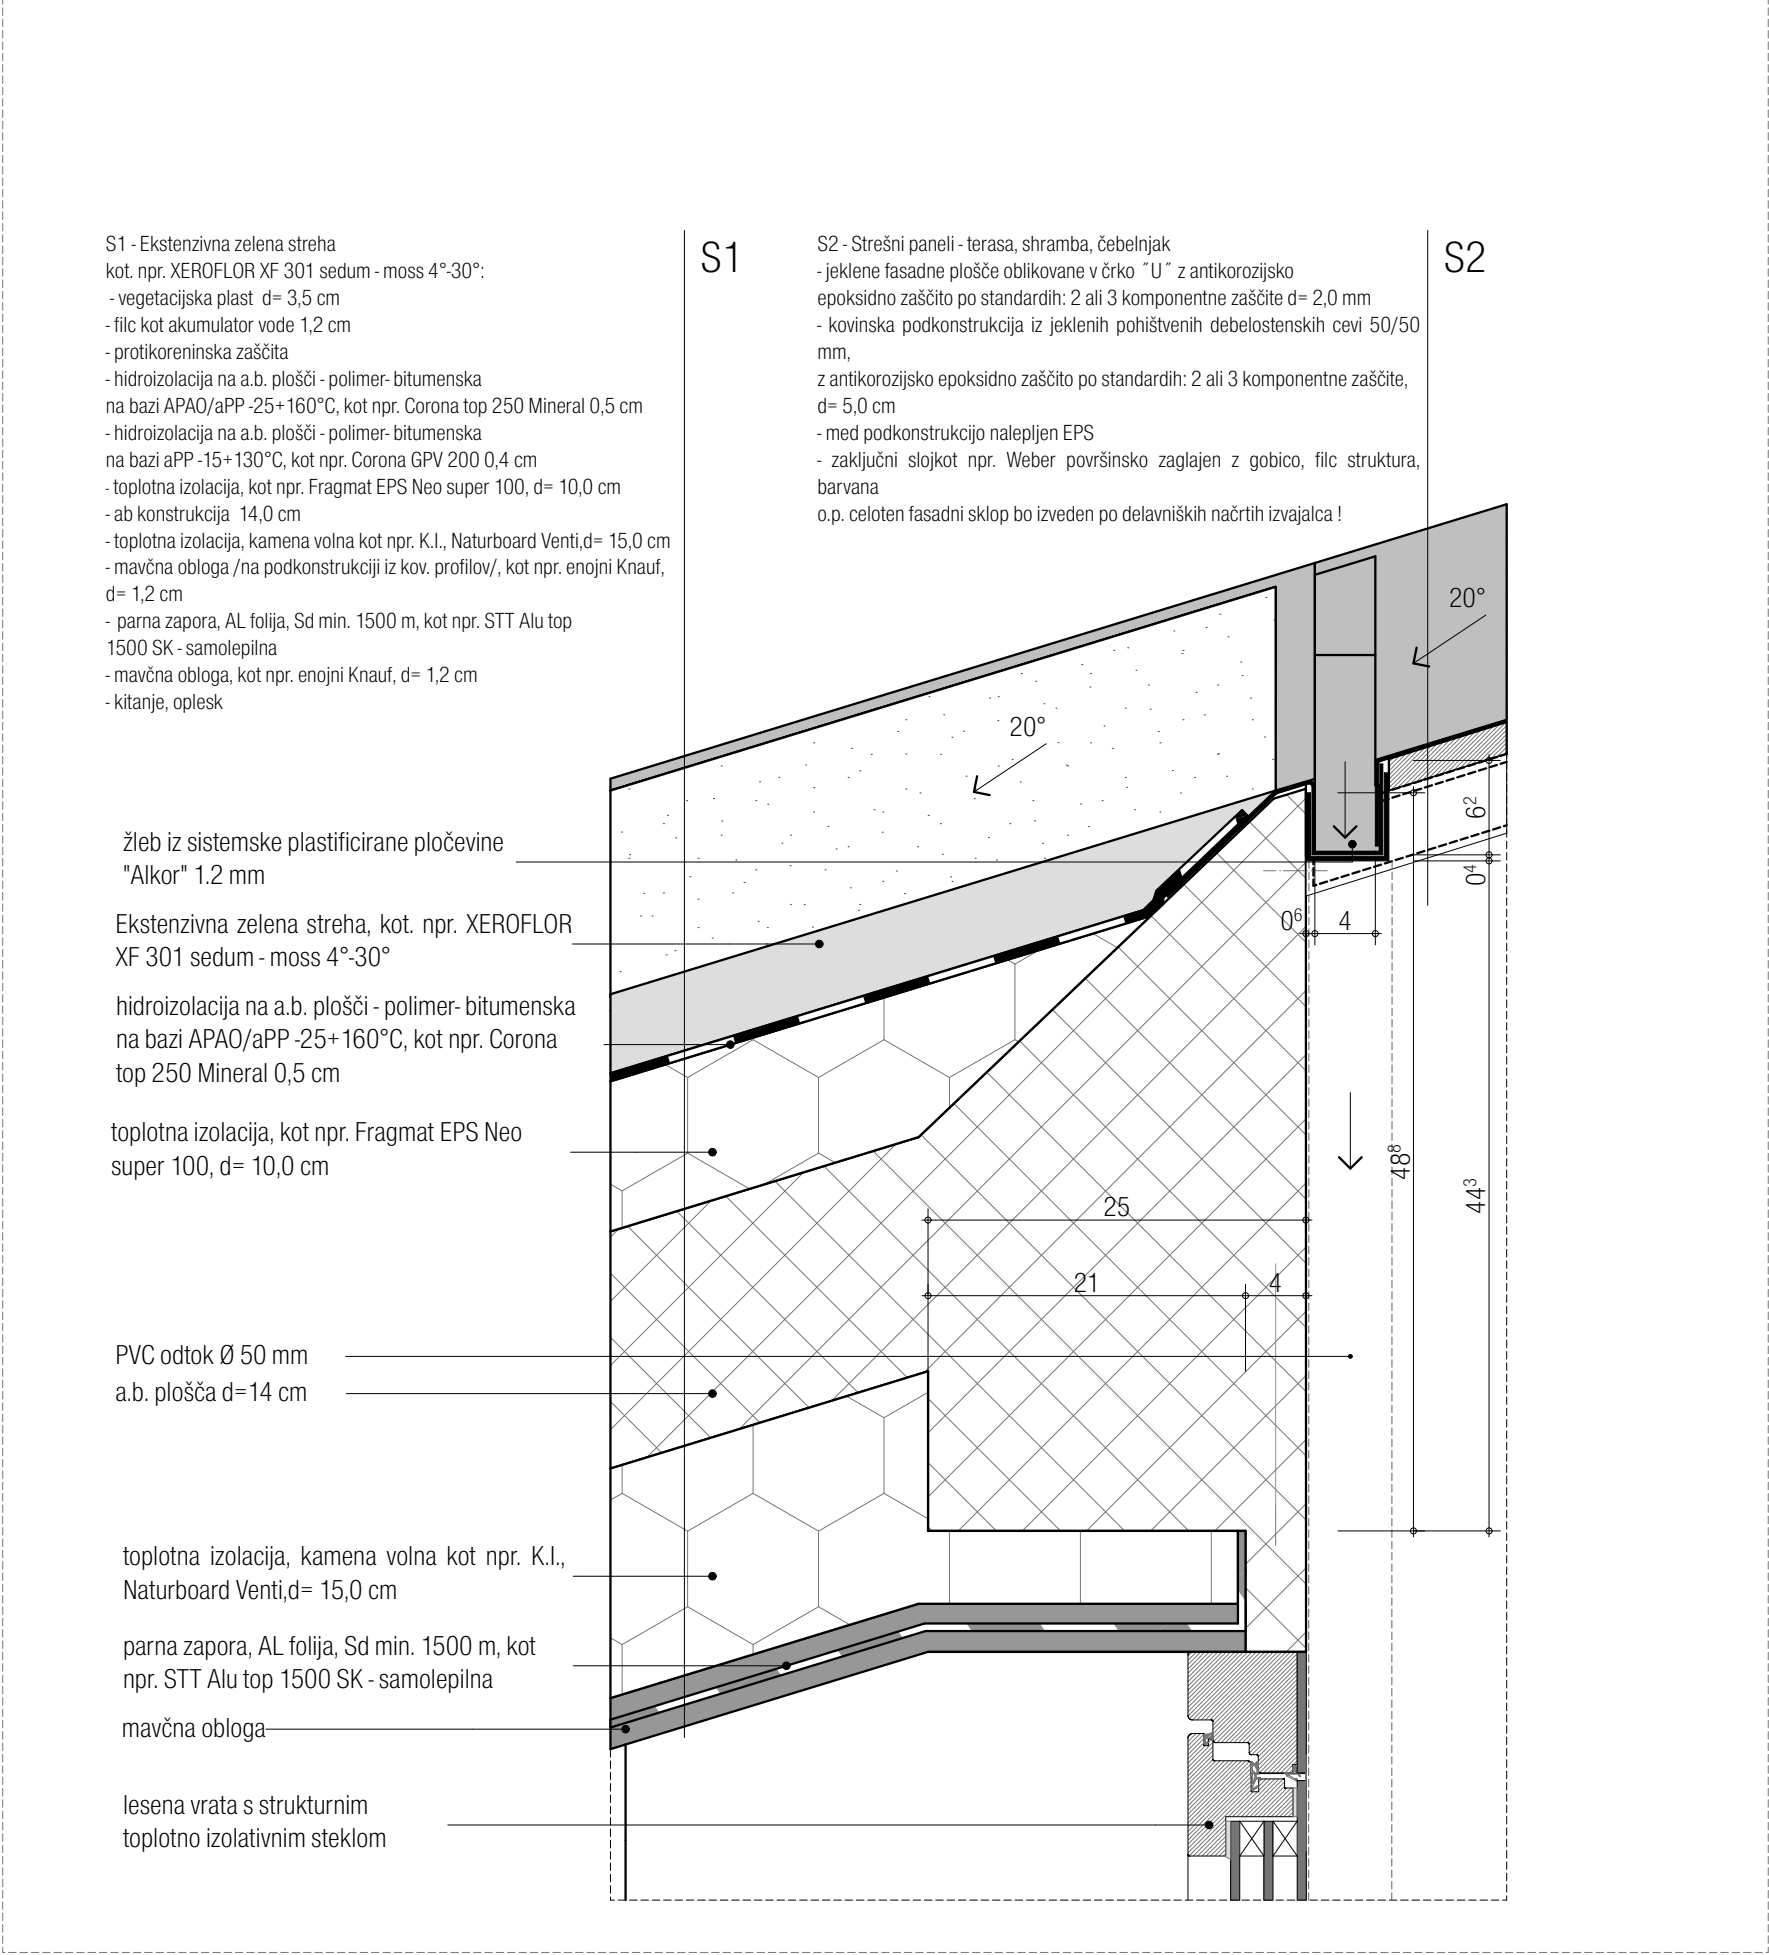 S1 - Ekstenzivna zelena streha
kot. npr. XEROFLOR XF 301 sedum - moss 4°-30°:
- vegetacijska plast d= 3,5 cm
- filc kot akumulator vode 1,2 cm
- protikoreninska zaščita
- hidroizolacija na a.b. plošči - polimer- bitumenska
na bazi APAO/aPP -25+160°C, kot npr. Corona top 250 Mineral 0,5 cm
- hidroizolacija na a.b. plošči - polimer- bitumenska
na bazi aPP -15+130°C, kot npr. Corona GPV 200 0,4 cm
- toplotna izolacija, kot npr. Fragmat EPS Neo super 100, d= 10,0 cm
- ab konstrukcija 14,0 cm
- toplotna izolacija, kamena volna kot npr. K.I., Naturboard Venti,d= 15,0 cm
- mavčna obloga /na podkonstrukciji iz kov. profilov/, kot npr. enojni Knauf,
d= 1,2 cm
- parna zapora, AL folija, Sd min. 1500 m, kot npr. STT Alu top
1500 SK - samolepilna
- mavčna obloga, kot npr. enojni Knauf, d= 1,2 cm
- kitanje, oplesk
S1
S2 - Strešni paneli - terasa, shramba, čebelnjak
- jeklene fasadne plošče oblikovane v črko ˝U˝ z antikorozijsko
epoksidno zaščito po standardih: 2 ali 3 komponentne zaščite d= 2,0 mm
- kovinska podkonstrukcija iz jeklenih pohištvenih debelostenskih cevi 50/50
mm,
z antikorozijsko epoksidno zaščito po standardih: 2 ali 3 komponentne zaščite,
d= 5,0 cm
- med podkonstrukcijo nalepljen EPS
- zaključni slojkot npr. Weber površinsko zaglajen z gobico, filc struktura,
barvana
o.p. celoten fasadni sklop bo izveden po delavniških načrtih izvajalca !
S2
20°
20°
žleb iz sistemske plastificirane pločevine
"Alkor" 1.2 mm
Ekstenzivna zelena streha, kot. npr. XEROFLOR
XF 301 sedum - moss 4°-30°
hidroizolacija na a.b. plošči - polimer- bitumenska
na bazi APAO/aPP -25+160°C, kot npr. Corona
top 250 Mineral 0,5 cm
toplotna izolacija, kot npr. Fragmat EPS Neo
super 100, d= 10,0 cm
PVC odtok Ø 50 mm
a.b. plošča d=14 cm
toplotna izolacija, kamena volna kot npr. K.I.,
Naturboard Venti,d= 15,0 cm
parna zapora, AL folija, Sd min. 1500 m, kot
npr. STT Alu top 1500 SK - samolepilna
mavčna obloga
lesena vrata s strukturnim
toplotno izolativnim steklom
6²
0⁴
0⁶
4
48⁸
44³
25
21
4